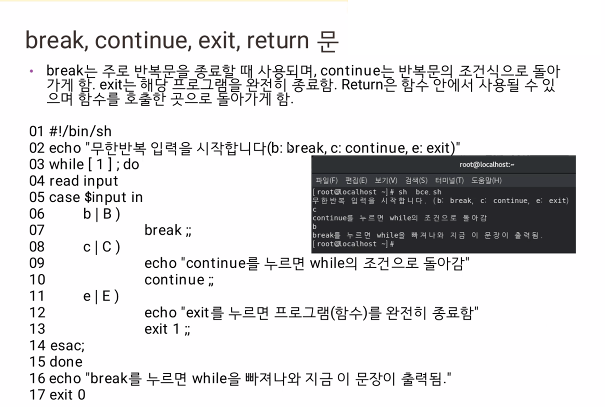 break, continue, exit, return 문
• break는 주로 반복문을 종료할 때 사용되며, continue는 반복문의 조건식으로 돌아
가게 함. exit는 해당 프로그램을 완전히 종료함. Return은 함수 안에서 사용될 수 있
으며 함수를 호출한 곳으로 돌아가게 함.
01 #!/bin/sh
02 echo "무한반복 입력을 시작합니다(b: break, c: continue, e: exit)"
03 while [ 1 ] ; do
04 read input
05 case $input in
06 b | B )
07 break ;;
08 c | C )
09 echo "continue를 누르면 while의 조건으로 돌아감"
10 continue ;;
11 e | E )
12 echo "exit를 누르면 프로그램(함수)를 완전히 종료함"
13 exit 1 ;;
14 esac;
15 done
16 echo "break를 누르면 while을 빠져나와 지금 이 문장이 출력됨."
17 exit 0
root@localhost:~
파일(F) 편집(E) 보기(V) 검색(S) 터미널(T) 도움말(H)
[root@localhost ~]# sh bce.sh
무한반복 입력을 시작합니다. (b: break, c: continue, e: exit)
c
continue를 누르면 while의 조건으로 돌아감
b
break를 누르면 while을 빠져나와 지금 이 문장이 출력됨.
[root@localhost ~]#